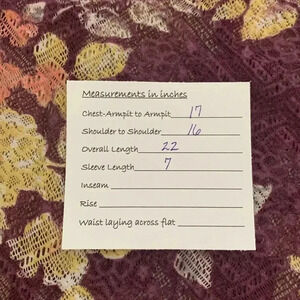 Measurements in inches
Chest-Armpit to Armpit 17
Shoulder to Shoulder 16
Overall Length 22
Sleeve Length 7
Inseam
Rise
Waist laying across flat